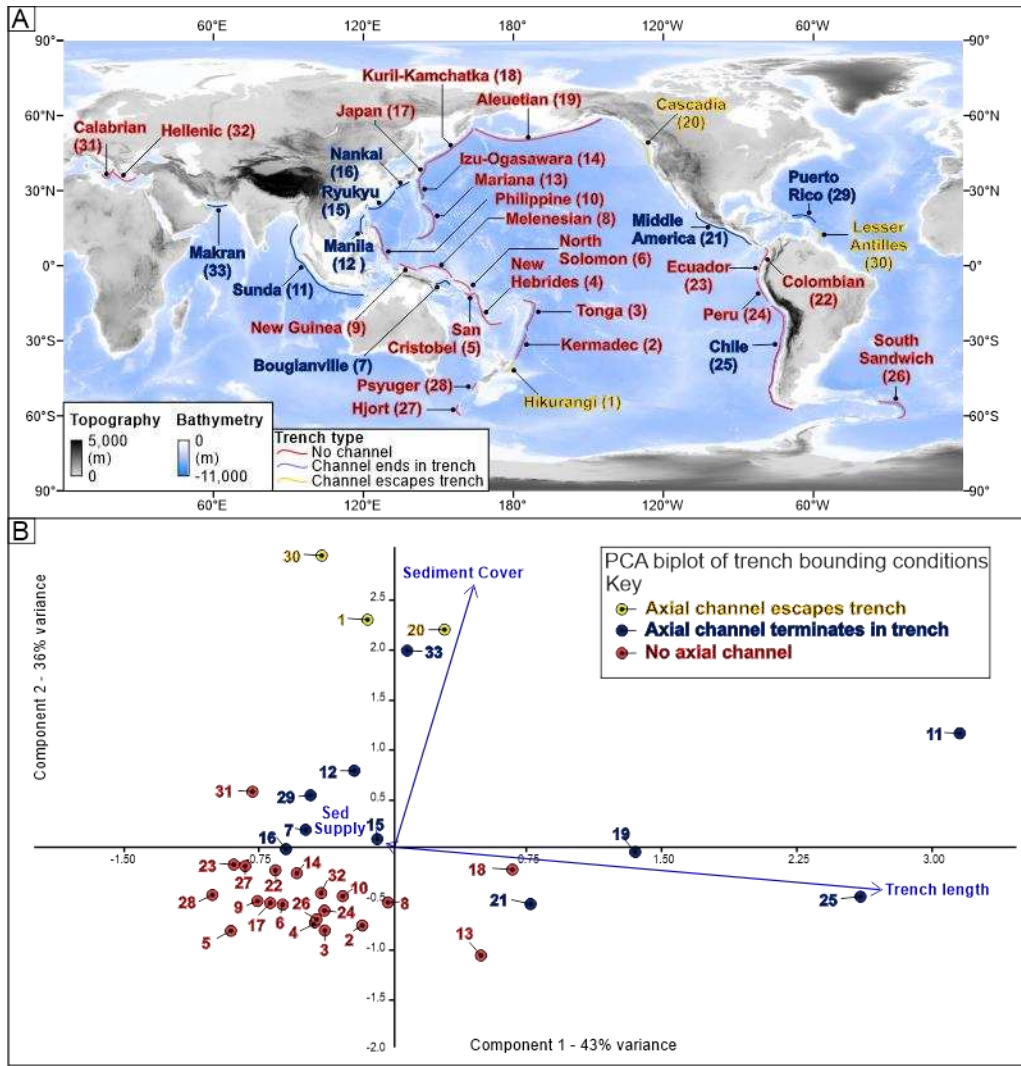 A
60°E
120°E
180°
120°W
60°W
90°
90°
60°N
60°N
30°N
30°N
0°
0°
30°S
30°S
60°S
60°S
90°
90°
60°E
120°E
180°
120°W
60°W
Kuril-Kamchatka (18)
Japan (17)
Aleuetian (19)
Cascadia
(20)
Calabrian
(31)
Hellenic (32)
Nankai
(16)
Ryukyu
(15)
Izu-Ogasawara (14)
Mariana (13)
Philippine (10)
Melenesian (8)
Puerto
Rico (29)
Makran
(33)
Manila
(12)
North
Solomon (6)
Middle
America (21)
Lesser
Antilles
(30)
Sunda (11)
New
Hebrides (4)
Ecuador
(23)
Colombian
(22)
New Guinea (9)
San
Cristobel (5)
Tonga (3)
Peru (24)
Bouglanville
(7)
Kermadec (2)
Chile
(25)
South
Sandwich
(26)
Psyuger (28)
Hjort (27)
Hikurangi (1)
Topography
5,000
(m)
0
Bathymetry
0
(m)
-11,000
Trench type
No channel
Channel ends in trench
Channel escapes trench
B
Component 2 - 36% variance
Component 1 - 43% variance
2.5
2.0
1.5
1.0
0.5
-0.5
-1.0
-1.5
-2.0
-1.50
-0.75
0.75
1.50
2.25
3.00
Sediment Cover
Sed
Supply
Trench length
PCA biplot of trench bounding conditions
Key
Axial channel escapes trench
Axial channel terminates in trench
No axial channel
30
1
20
33
11
12
31
29
7
15
16
19
23
27
22
14
32
10
18
8
21
25
28
9
17
6
26
4
24
3
2
5
13